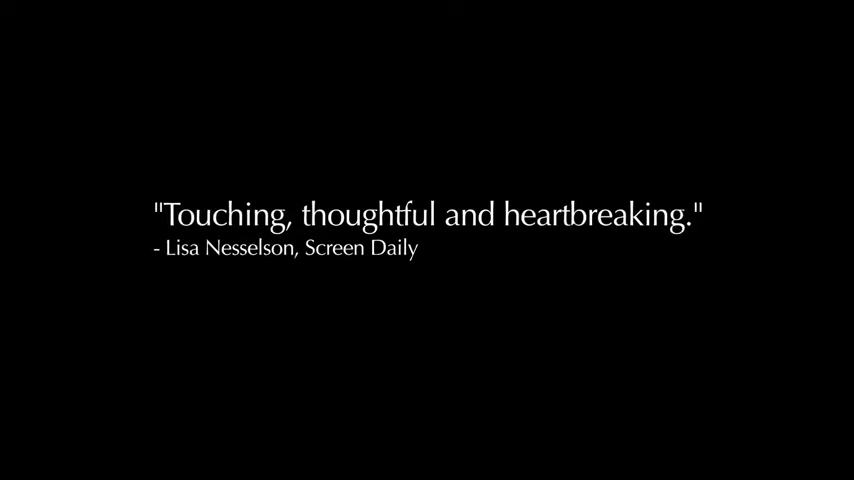 "Touching, thoughtful and heartbreaking."
- Lisa Nesselson, Screen Daily